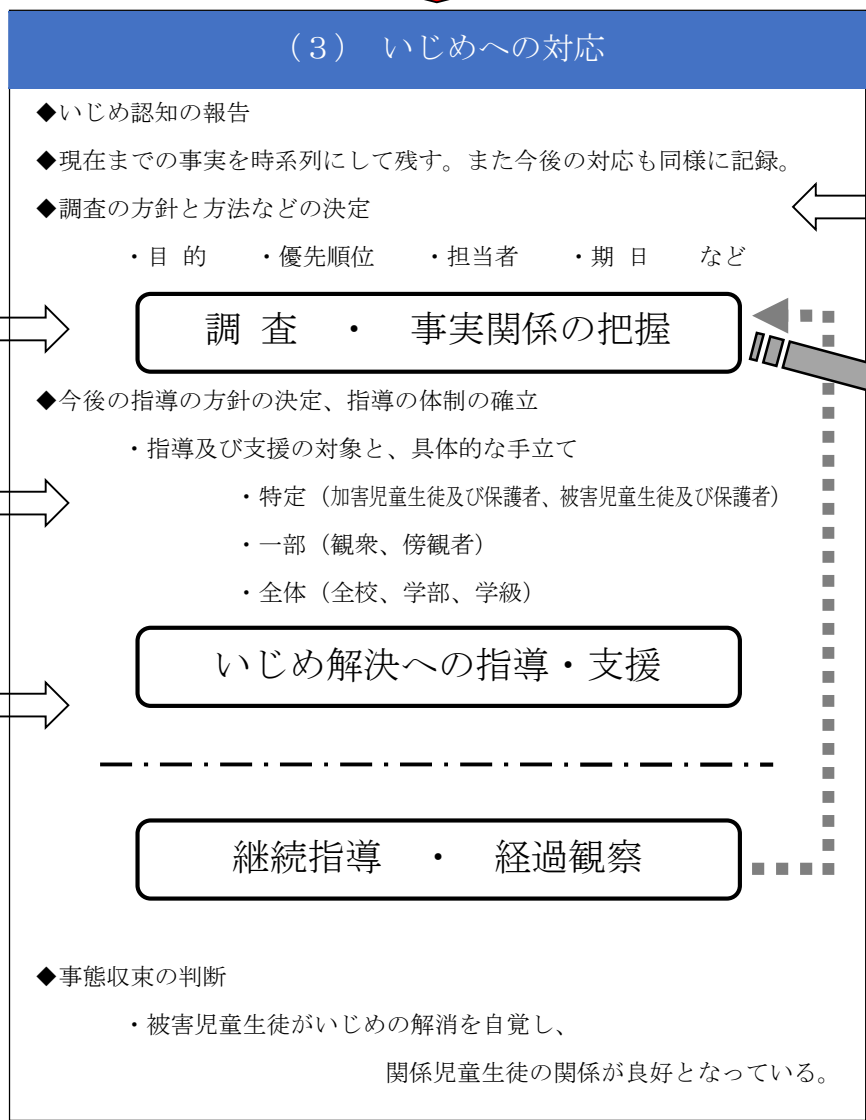 （３） いじめへの対応
◆いじめ認知の報告
◆現在までの事実を時系列にして残す。また今後の対応も同様に記録。
◆調査の方針と方法などの決定
・目 的 ・優先順位 ・担当者 ・期 日 など
調 査 ・ 事実関係の把握
◆今後の指導の方針の決定、指導の体制の確立
・指導及び支援の対象と、具体的な手立て
・特定（加害児童生徒及び保護者、被害児童生徒及び保護者）
・一部（観衆、傍観者）
・全体（全校、学部、学級）
いじめ解決への指導・支援
継続指導 ・ 経過観察
◆事態収束の判断
・被害児童生徒がいじめの解消を自覚し、
関係児童生徒の関係が良好となっている。